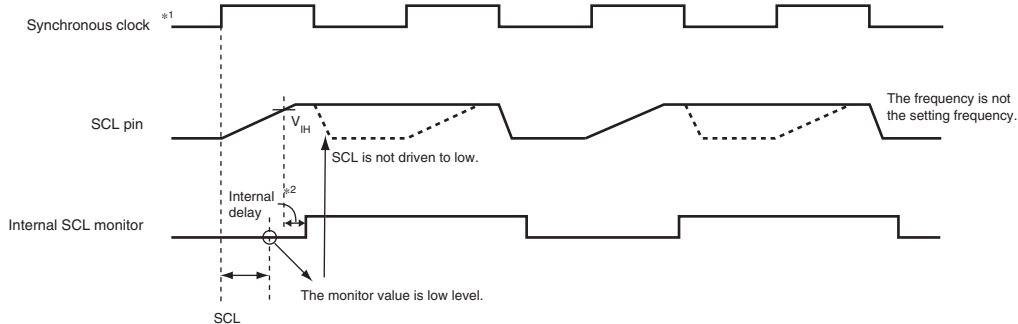 Synchronous clock *1
SCL pin
VIH
The frequency is not
the setting frequency.
SCL is not driven to low.
Internal *2
delay
Internal SCL monitor
The monitor value is low level.
SCL